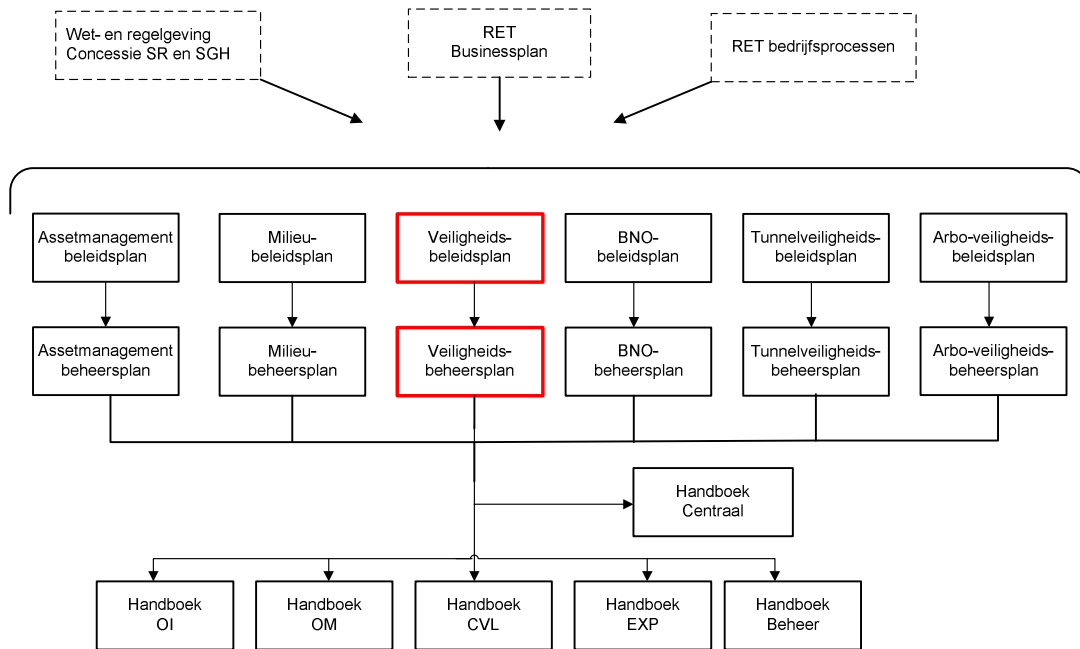 Wet- en regelgeving
Concessie SR en SGH
RET
Businessplan
RET bedrijfsprocessen
Assetmanagement
beleidsplan
Milieu-
beleidsplan
Veiligheids-
beleidsplan
BNO-
beleidsplan
Tunnelveiligheids-
beleidsplan
Arbo-veiligheids-
beleidsplan
Assetmanagement
beheersplan
Milieu-
beheersplan
Veiligheids-
beheersplan
BNO-
beheersplan
Tunnelveiligheids-
beheersplan
Arbo-veiligheids-
beheersplan
Handboek
Centraal
Handboek
OI
Handboek
OM
Handboek
CVL
Handboek
EXP
Handboek
Beheer